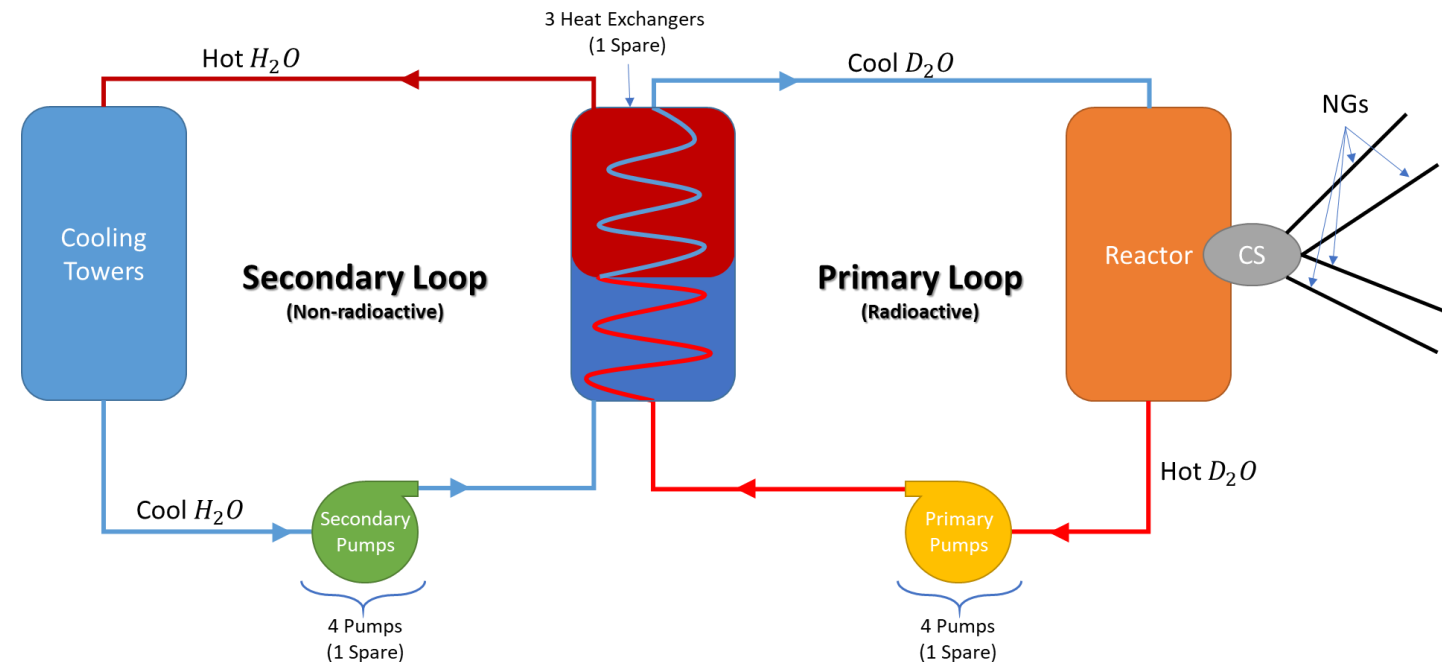 3 Heat Exchangers
(1 Spare)
Hot H₂O
Cool D₂O
NGs
Cooling
Towers
Secondary Loop
(Non-radioactive)
Primary Loop
(Radioactive)
Reactor
CS
Hot D₂O
Cool H₂O
Secondary
Pumps
Primary
Pumps
4 Pumps
(1 Spare)
4 Pumps
(1 Spare)